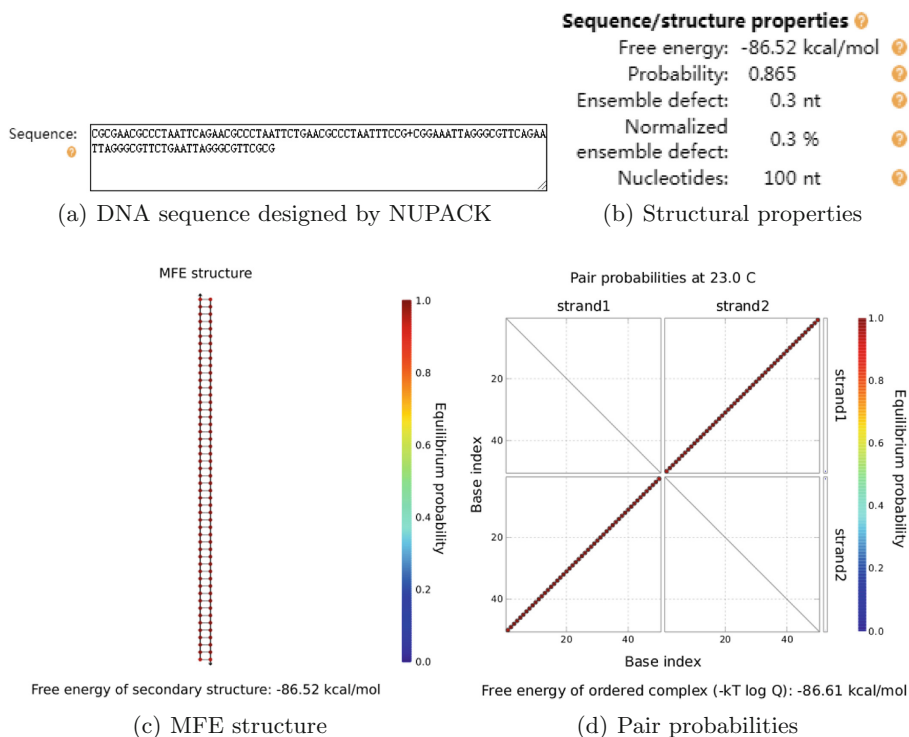 Sequence:
CGCGAACGCCCTAATTCAGAACGCCCTAATTCTGAACGCCCTAATTTCCG+CGGAAATTAGGGCGTTCAGAA
TTAGGGCGTTCTGAATTAGGGCGTTCGCG
?
(a) DNA sequence designed by NUPACK
Sequence/structure properties ?
Free energy: -86.52 kcal/mol ?
Probability: 0.865 ?
Ensemble defect: 0.3 nt ?
Normalized
ensemble defect: 0.3 % ?
Nucleotides: 100 nt ?
(b) Structural properties
MFE structure
1.0
0.8
0.6
0.4
0.2
0.0
Equilibrium probability
Free energy of secondary structure: -86.52 kcal/mol
(c) MFE structure
Pair probabilities at 23.0 C
strand1 strand2
20
40
20
40
Base index
strand1
strand2
20 40 20 40
Base index
1.0
0.8
0.6
0.4
0.2
0.0
Equilibrium probability
Free energy of ordered complex (-kT log Q): -86.61 kcal/mol
(d) Pair probabilities